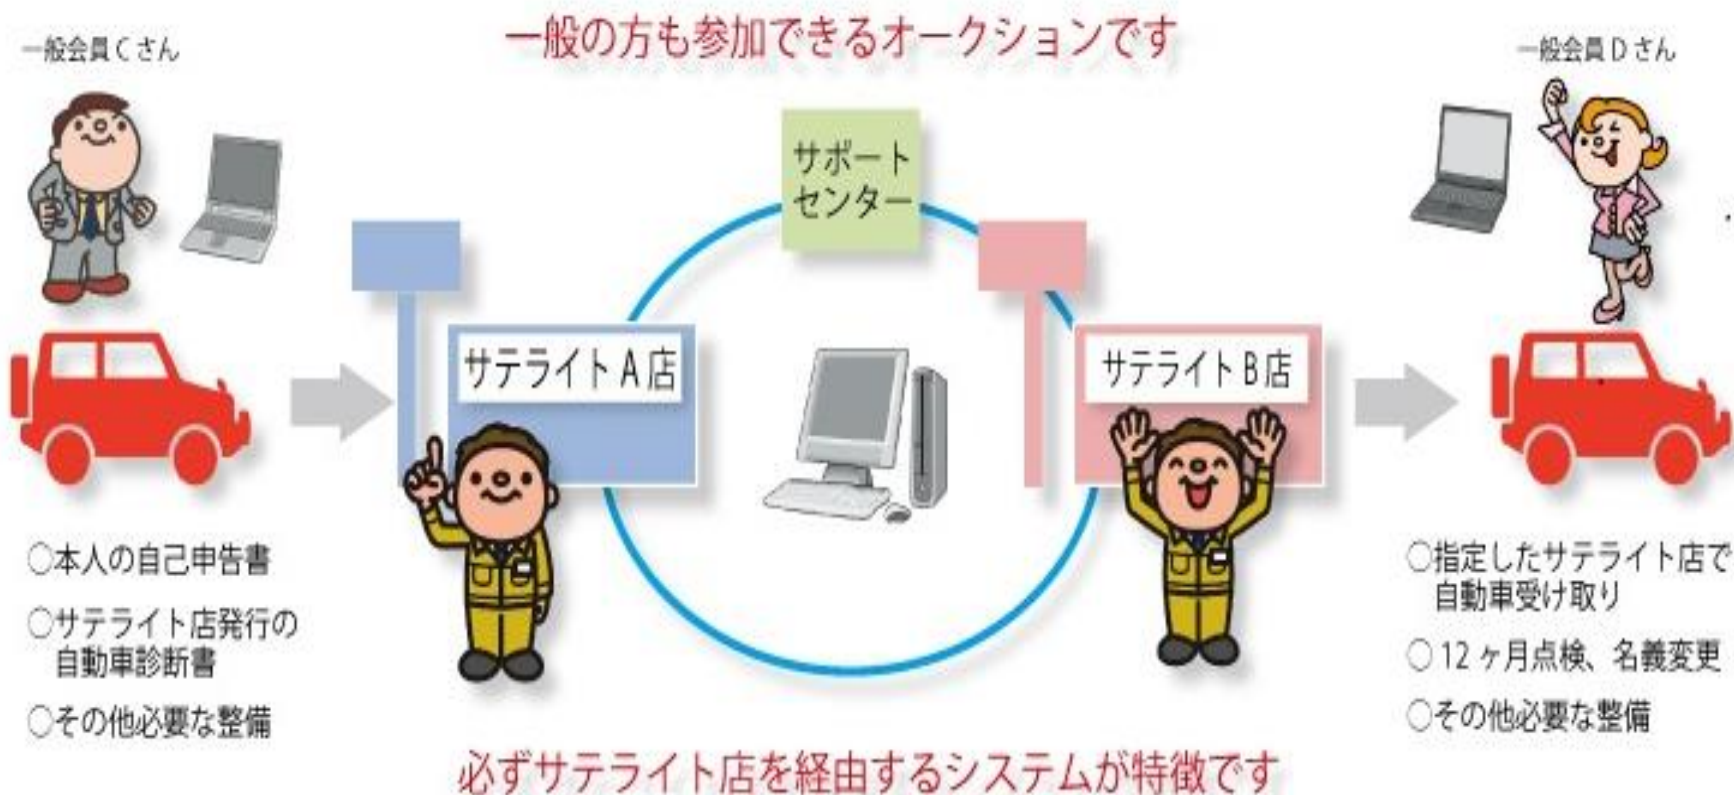 一般の方も参加できるオークションです
一般会員Cさん
一般会員Dさん
サポート
センター
サテライトA店
サテライトB店
○本人の自己申告書
○サテライト店発行の
自動車診断書
○その他必要な整備
○指定したサテライト店で
自動車受け取り
○12ヶ月点検、名義変更
○その他必要な整備
必ずサテライト店を経由するシステムが特徴です